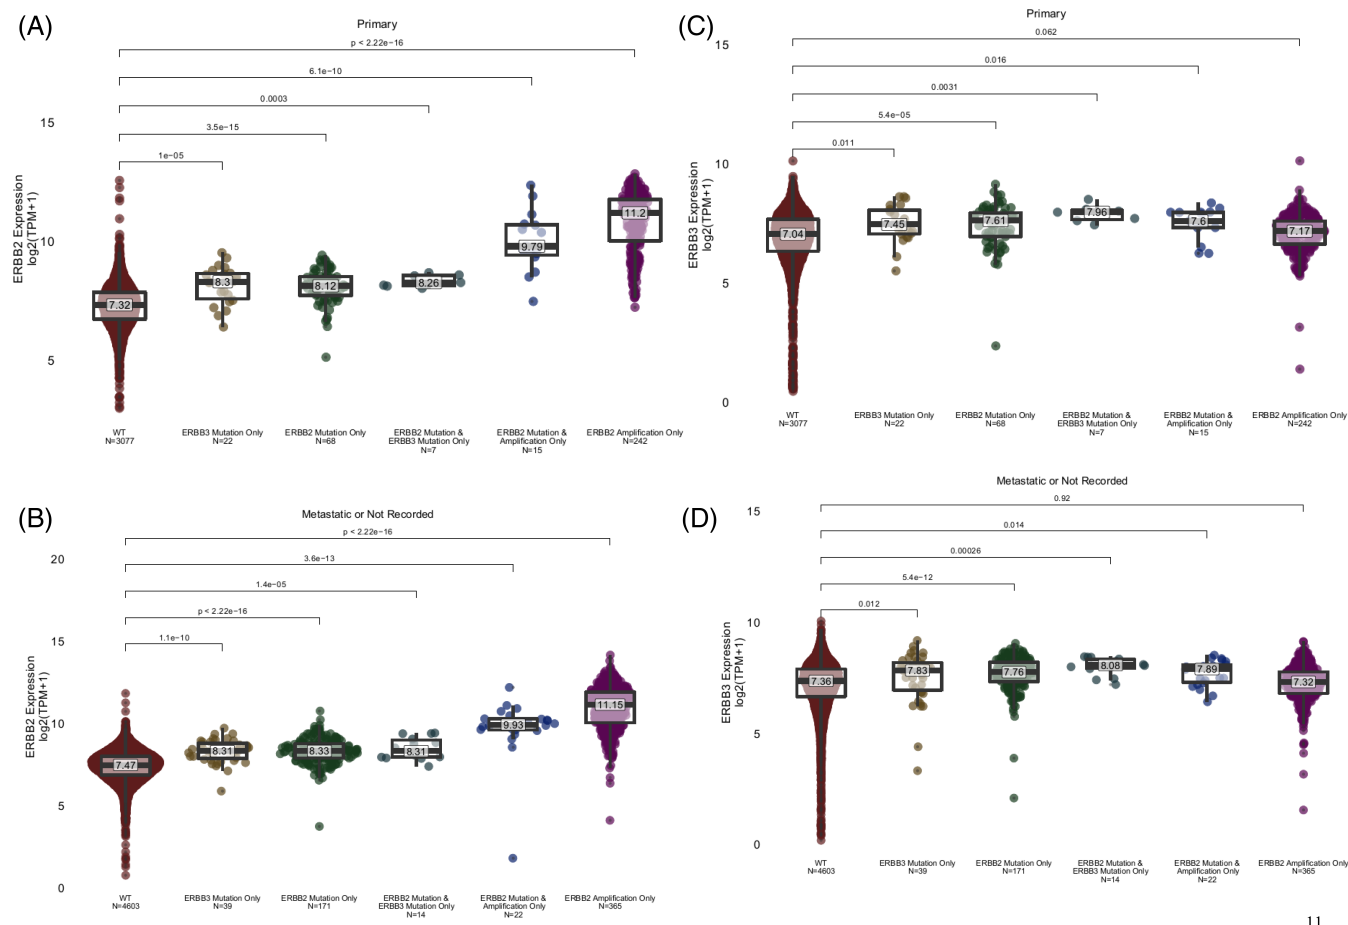 (A)
Primary
p < 2.22e−16
6.1e−10
0.0003
3.5e−15
1e−05
ERBB2 Expression
log2(TPM+1)
15
10
5
7.32
8.3
8.12
8.26
9.79
11.2
WT
N=3077
ERBB3 Mutation Only
N=22
ERBB2 Mutation Only
N=68
ERBB2 Mutation &
ERBB3 Mutation Only
N=7
ERBB2 Mutation &
Amplification Only
N=15
ERBB2 Amplification Only
N=242
(C)
Primary
0.062
0.016
0.0031
5.4e−05
0.011
ERBB3 Expression
log2(TPM+1)
15
10
5
0
7.04
7.45
7.61
7.96
7.6
7.17
WT
N=3077
ERBB3 Mutation Only
N=22
ERBB2 Mutation Only
N=68
ERBB2 Mutation &
ERBB3 Mutation Only
N=7
ERBB2 Mutation &
Amplification Only
N=15
ERBB2 Amplification Only
N=242
(B)
Metastatic or Not Recorded
p < 2.22e−16
3.6e−13
1.4e−05
p < 2.22e−16
1.1e−10
ERBB2 Expression
log2(TPM+1)
20
15
10
5
0
7.47
8.31
8.33
8.31
9.93
11.15
WT
N=4603
ERBB3 Mutation Only
N=39
ERBB2 Mutation Only
N=171
ERBB2 Mutation &
ERBB3 Mutation Only
N=14
ERBB2 Mutation &
Amplification Only
N=22
ERBB2 Amplification Only
N=365
(D)
Metastatic or Not Recorded
0.92
0.014
0.00026
5.4e−12
0.012
ERBB3 Expression
log2(TPM+1)
15
10
5
0
7.36
7.83
7.76
8.08
7.89
7.32
WT
N=4603
ERBB3 Mutation Only
N=39
ERBB2 Mutation Only
N=171
ERBB2 Mutation &
ERBB3 Mutation Only
N=14
ERBB2 Mutation &
Amplification Only
N=22
ERBB2 Amplification Only
N=365
11